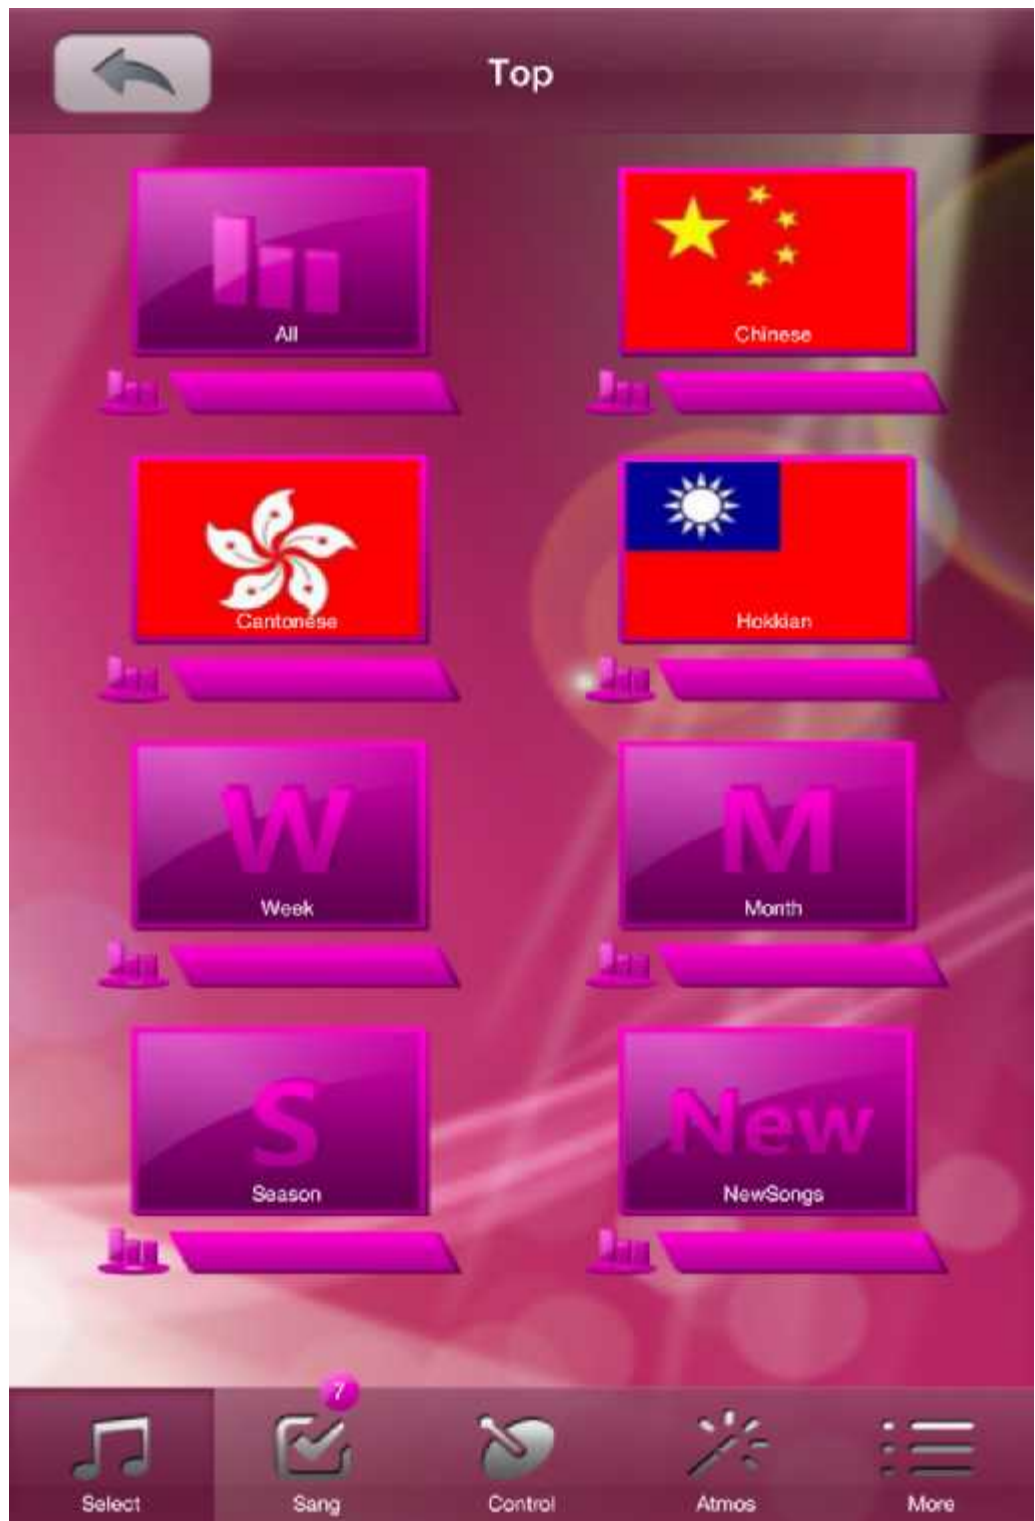 Top
All
Chinese
Cantonese
Hokkian
W
Week
M
Month
S
Season
New
NewSongs
7
Select
Sang
Control
Atmos
More